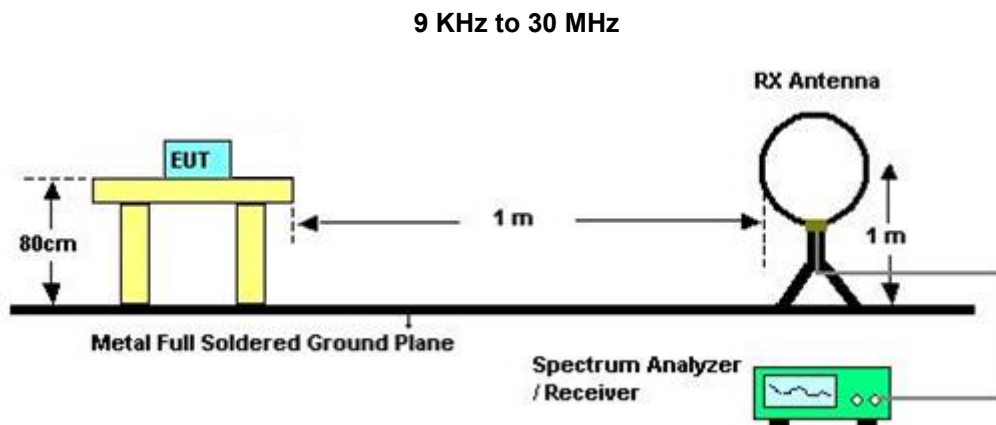 9 KHz to 30 MHz
RX Antenna
EUT
80cm
1 m
1 m
Metal Full Soldered Ground Plane
Spectrum Analyzer
/ Receiver